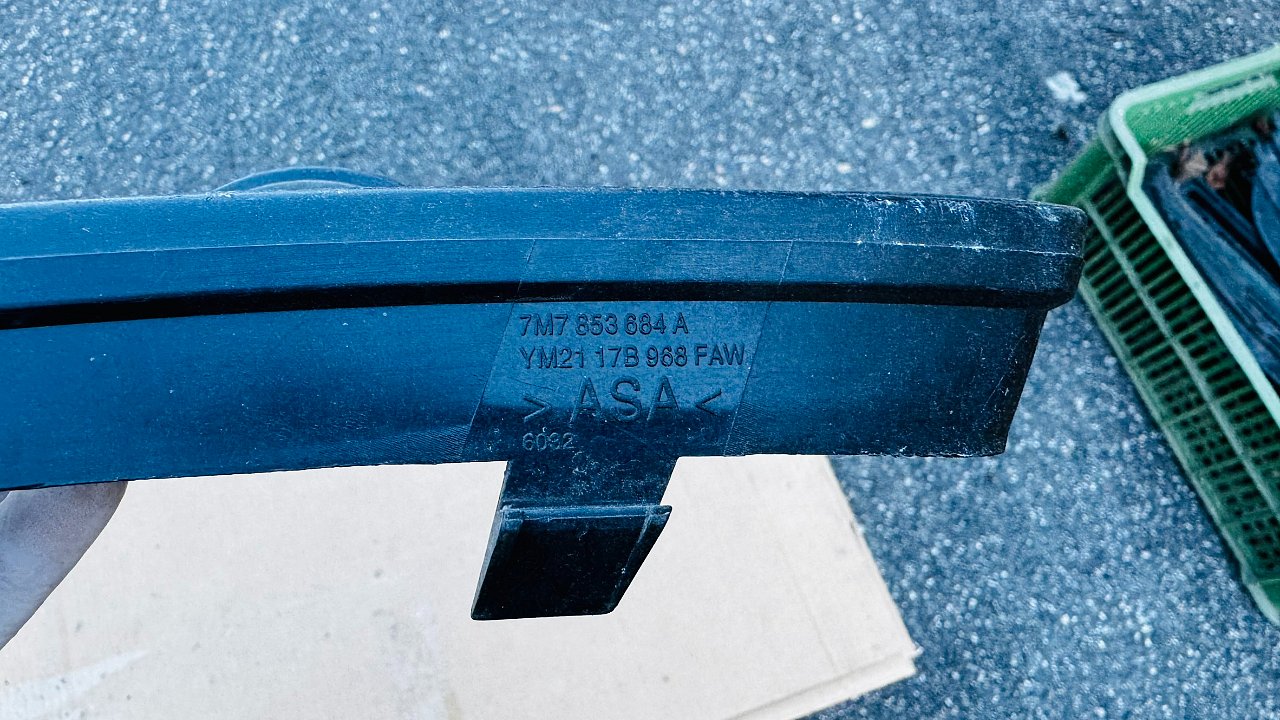 7M7 853 684 A
YM21 17B 968 FAW
> ASA <
6092